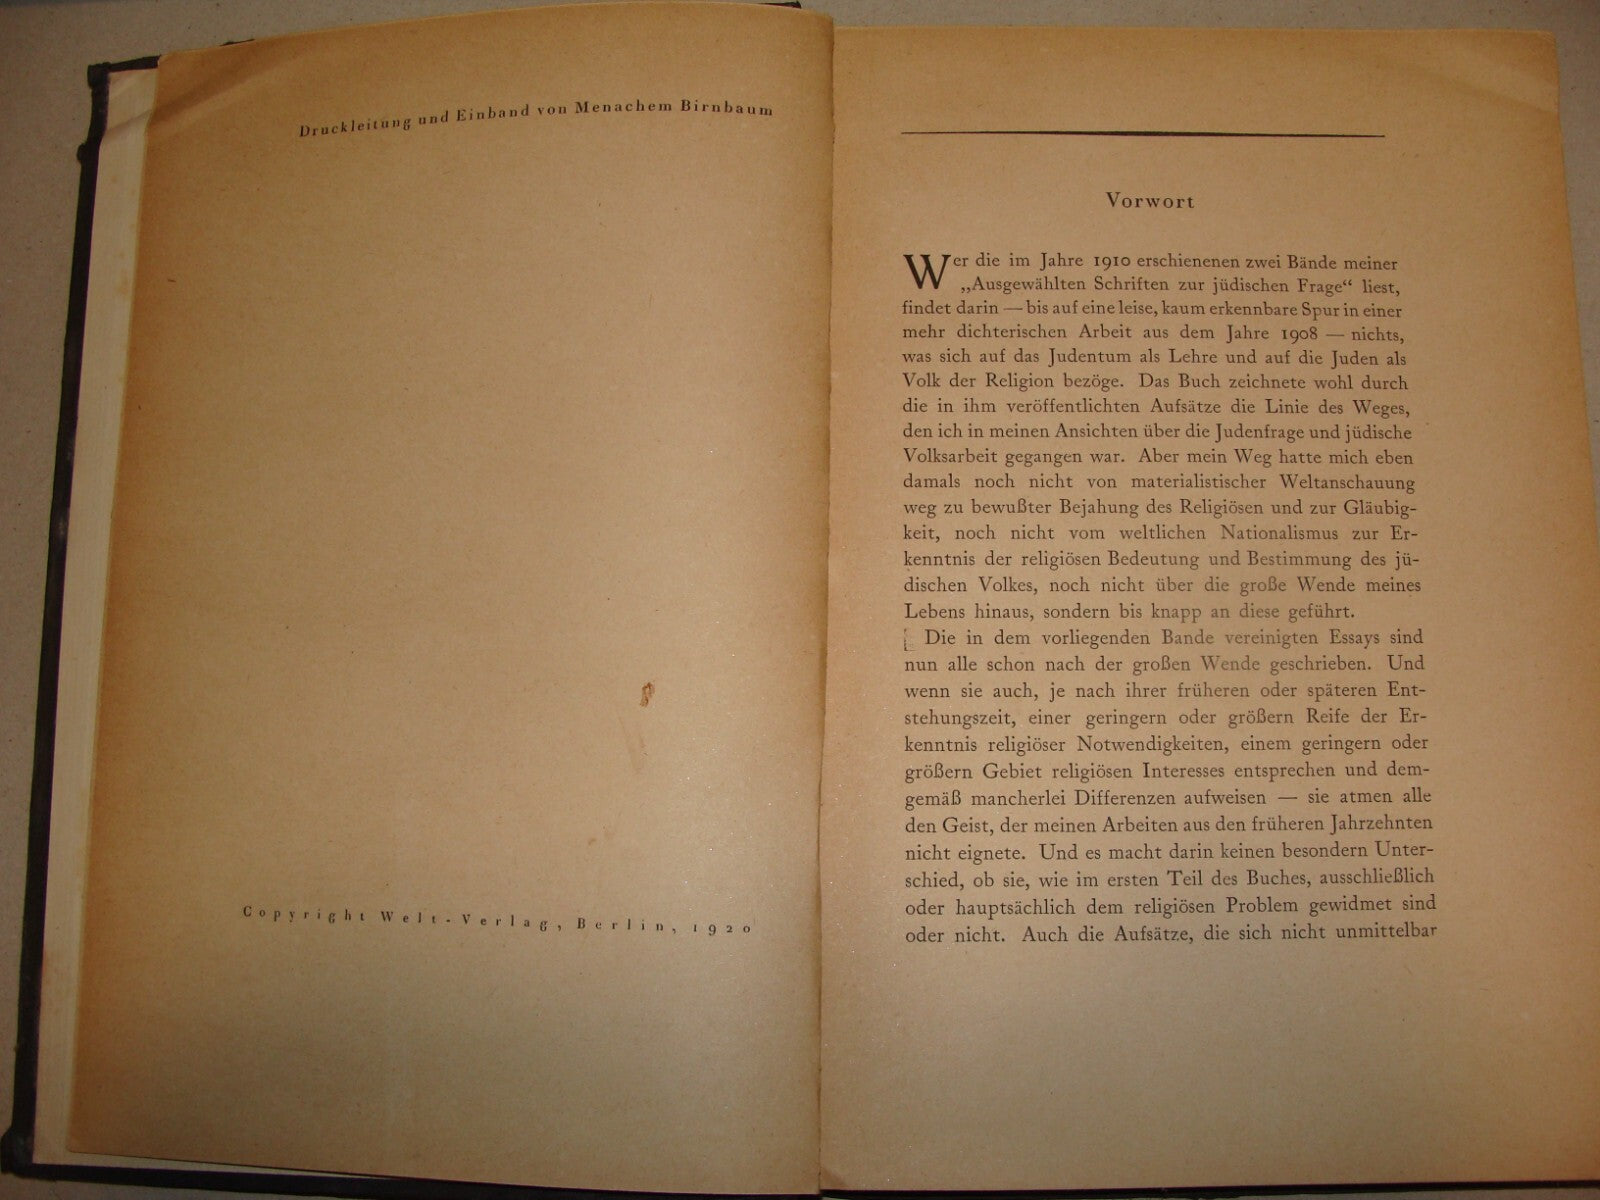 Druckleitung und Einband von Menachem Birnbaum
Copyright Welt-Verlag, Berlin, 1920
Vorwort
Wer die im Jahre 1910 erschienenen zwei Bände meiner
„Ausgewählten Schriften zur jüdischen Frage“ liest,
findet darin — bis auf eine leise, kaum erkennbare Spur in einer
mehr dichterischen Arbeit aus dem Jahre 1908 — nichts,
was sich auf das Judentum als Lehre und auf die Juden als
Volk der Religion bezöge. Das Buch zeichnete wohl durch
die in ihm veröffentlichten Aufsätze die Linie des Weges,
den ich in meinen Ansichten über die Judenfrage und jüdische
Volksarbeit gegangen war. Aber mein Weg hatte mich eben
damals noch nicht von materialistischer Weltanschauung
weg zu bewußter Bejahung des Religiösen und zur Gläubig-
keit, noch nicht vom weltlichen Nationalismus zur Er-
kenntnis der religiösen Bedeutung und Bestimmung des jü-
dischen Volkes, noch nicht über die große Wende meines
Lebens hinaus, sondern bis knapp an diese geführt.
Die in dem vorliegenden Bande vereinigten Essays sind
nun alle schon nach der großen Wende geschrieben. Und
wenn sie auch, je nach ihrer früheren oder späteren Ent-
stehungszeit, einer geringern oder größern Reife der Er-
kenntnis religiöser Notwendigkeiten, einem geringern oder
größern Gebiet religiösen Interesses entsprechen und dem-
gemäß mancherlei Differenzen aufweisen — sie atmen alle
den Geist, der meinen Arbeiten aus den früheren Jahrzehnten
nicht eignete. Und es macht darin keinen besondern Unter-
schied, ob sie, wie im ersten Teil des Buches, ausschließlich
oder hauptsächlich dem religiösen Problem gewidmet sind
oder nicht. Auch die Aufsätze, die sich nicht unmittelbar